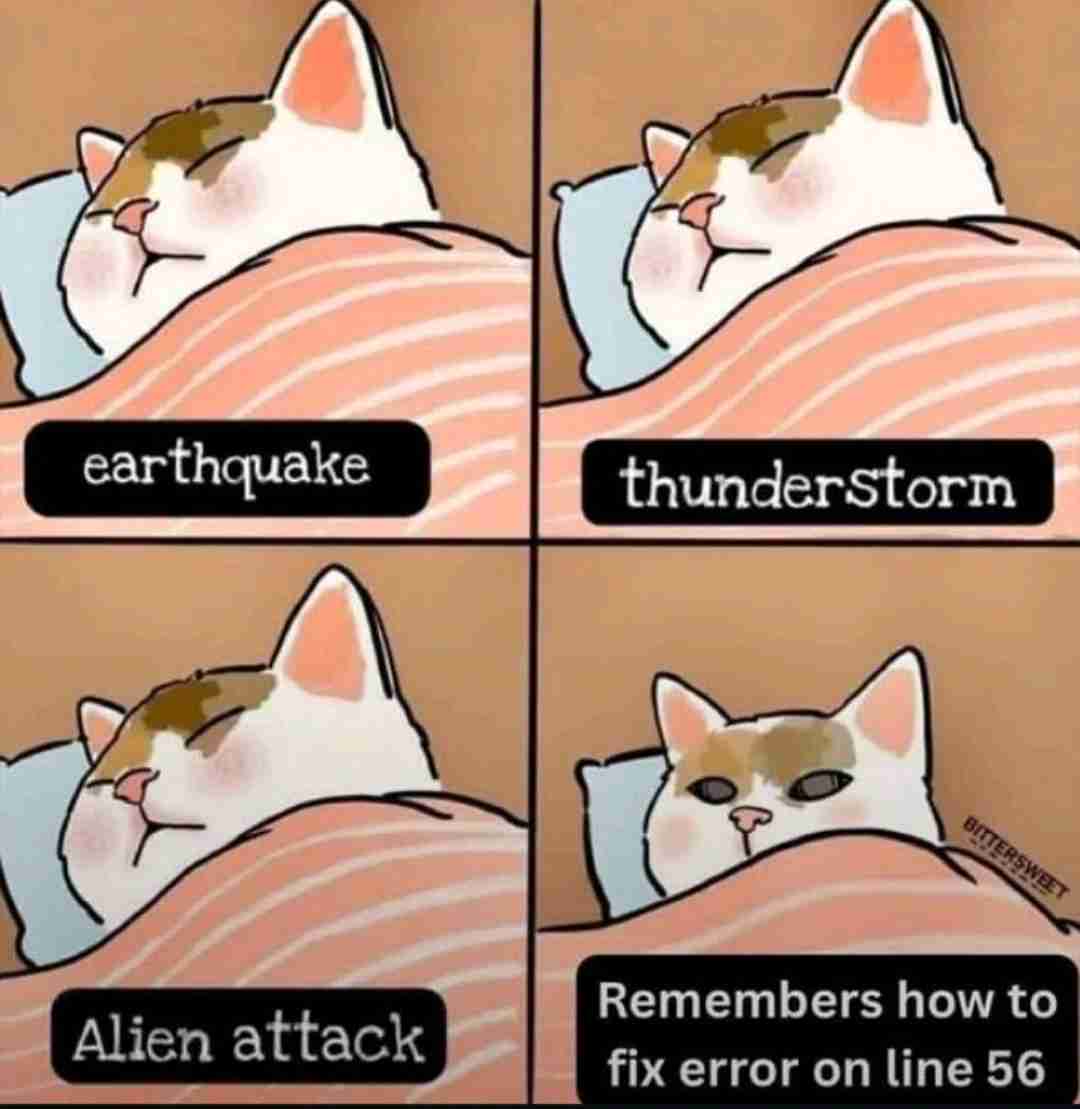 earthquake
thunderstorm
Alien attack
BITTERSWEET
Remembers how to
fix error on line 56